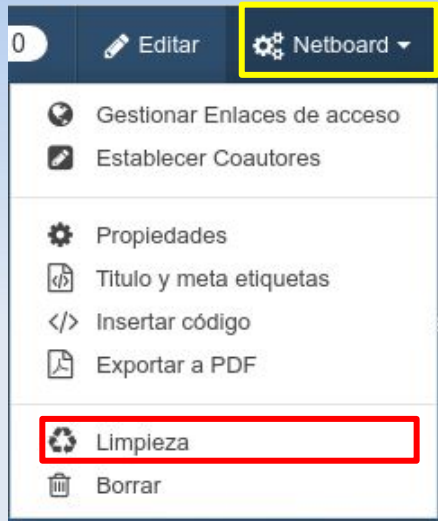 0 Editar Netboard
Gestionar Enlaces de acceso
Establecer Coautores
Propiedades
Titulo y meta etiquetas
Insertar código
Exportar a PDF
Limpieza
Borrar